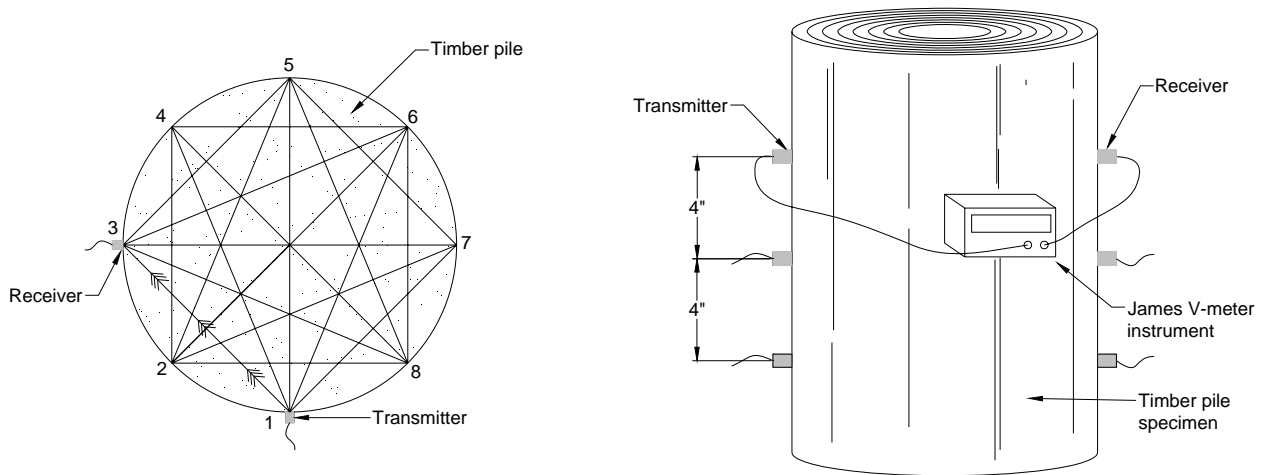 Timber pile
5
4
6
3
7
Receiver
2
8
1
Transmitter
Transmitter
Receiver
4"
4"
James V-meter
instrument
Timber pile
specimen